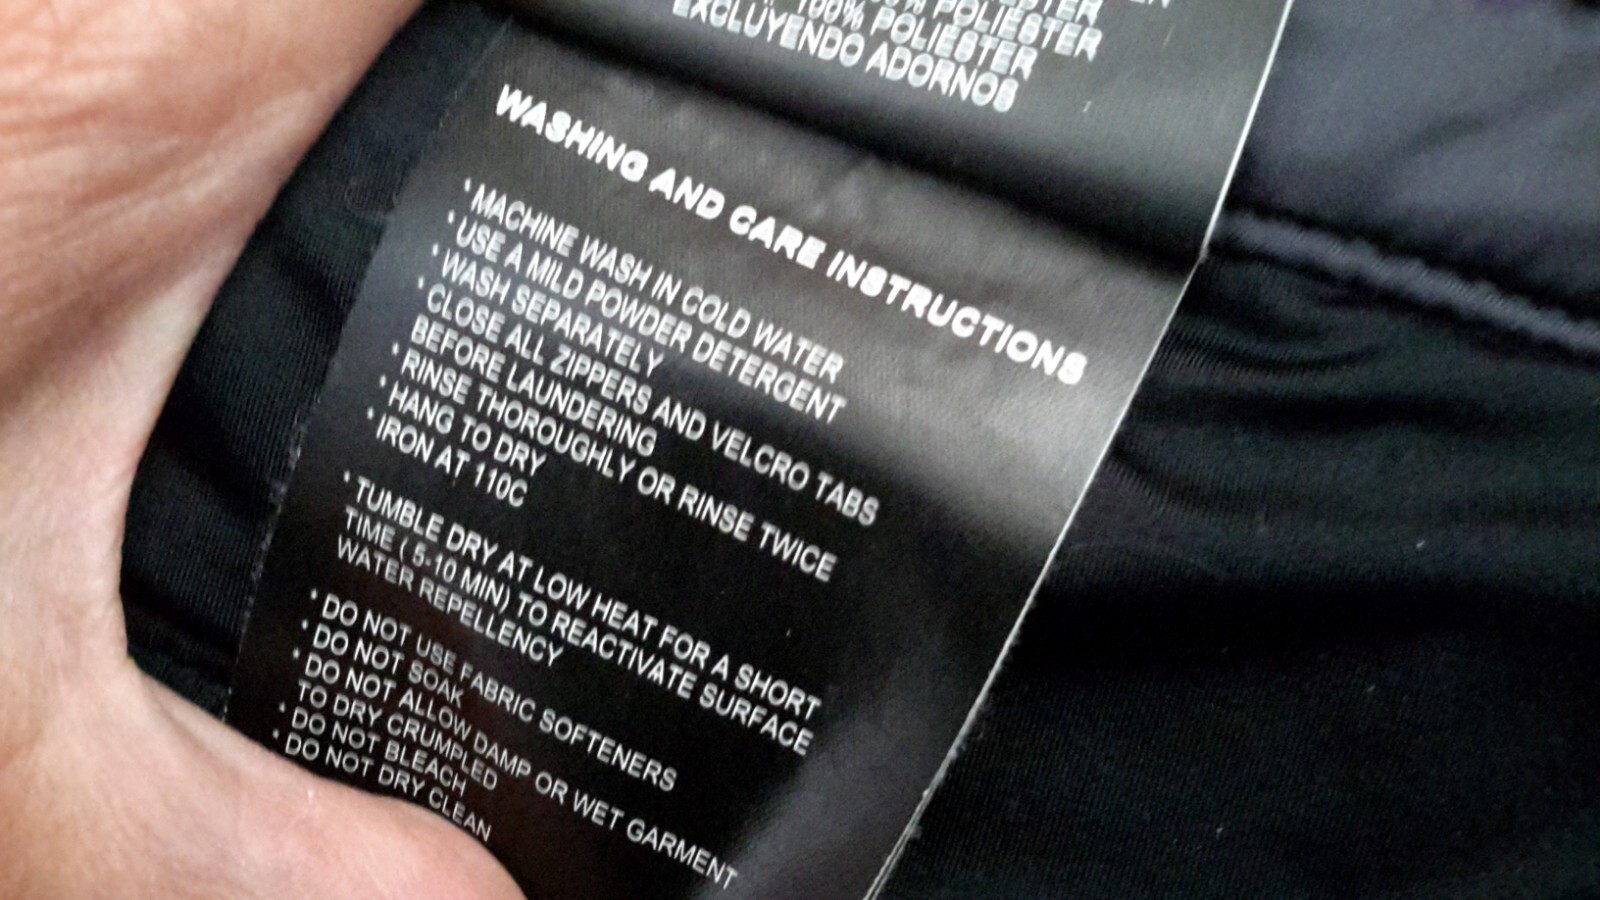 POLIESTER
100% POLIESTER
EXCLUYENDO ADORNOS
WASHING AND CARE INSTRUCTIONS
* MACHINE WASH IN COLD WATER
* USE A MILD POWDER DETERGENT
* WASH SEPARATELY
* CLOSE ALL ZIPPERS AND VELCRO TABS
BEFORE LAUNDERING
* RINSE THOROUGHLY OR RINSE TWICE
* HANG TO DRY
* IRON AT 110C
* TUMBLE DRY AT LOW HEAT FOR A SHORT
TIME ( 5-10 MIN) TO REACTIVATE SURFACE
WATER REPELLENCY
* DO NOT USE FABRIC SOFTENERS
* DO NOT SOAK
* DO NOT ALLOW DAMP OR WET GARMENT
TO DRY CRUMPLED
* DO NOT BLEACH
* DO NOT DRY CLEAN